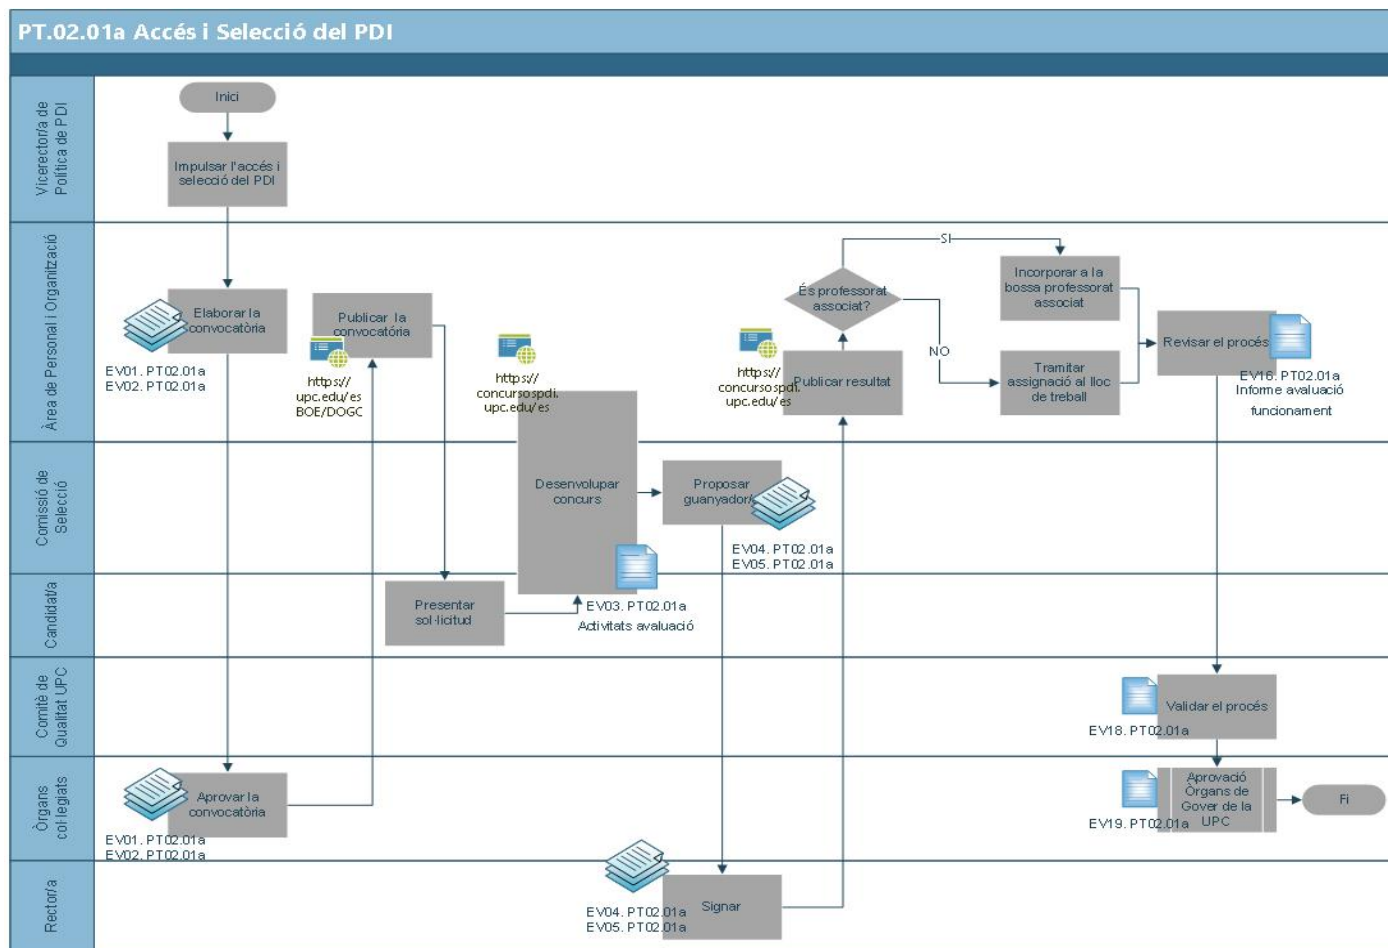 PT.02.01a Accés i Selecció del PDI
Vicerector/a de
Política de PDI
Inici
Impulsar l'accés i
selecció del PDI
Àrea de Personal i Organització
Elaborar la
convocatòria
EV01. PT02.01a
EV02. PT02.01a
Publicar la
convocatória
https://
upc.edu/es
BOE/DOGC
https://
concursospdi.
upc.edu/es
https://
concursospdi.
upc.edu/es
Publicar resultat
És professorat
associat?
SI
NO
Incorporar a la
bossa professorat
associat
Tramitar
assignació al lloc
de treball
Revisar el procés
EV16. PT02.01a
Informe avaluació
funcionament
Comissió de
Selecció
Desenvolupar
concurs
Proposar
guanyador/
EV04. PT02.01a
EV05. PT02.01a
Candidat/a
Presentar
sol·licitud
EV03. PT02.01a
Activitats avaluació
Comitè de
Qualitat UPC
Validar el procés
EV18. PT02.01a
Òrgans
col·legiats
Aprovar la
convocatòria
EV01. PT02.01a
EV02. PT02.01a
Aprovació
Òrgans de
Gover de la
UPC
EV19. PT02.01a
Fi
Rector/a
EV04. PT02.01a
EV05. PT02.01a
Signar